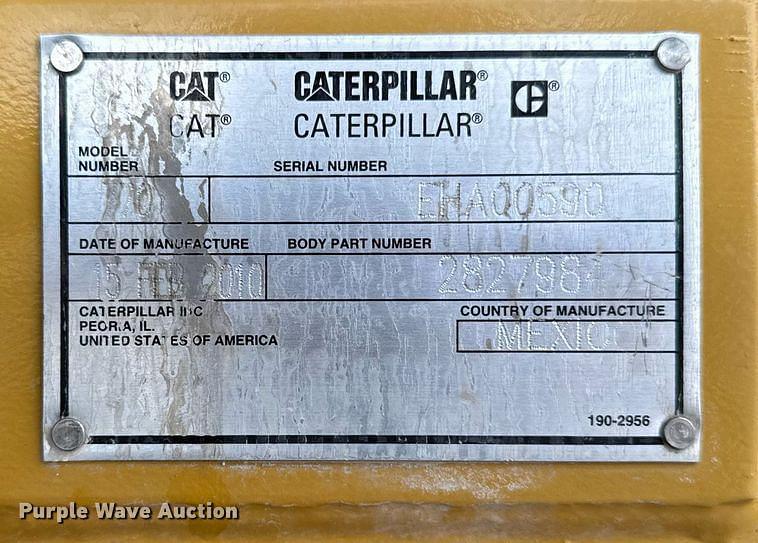 CAT® CATERPILLAR® C®
CAT® CATERPILLAR®
MODEL
NUMBER SERIAL NUMBER
EHA00590
DATE OF MANUFACTURE BODY PART NUMBER
15 FEB 2010 2827984
CATERPILLAR INC COUNTRY OF MANUFACTURE
PEORIA, IL. MEXICO
UNITED STATES OF AMERICA
190-2956
Purple Wave Auction